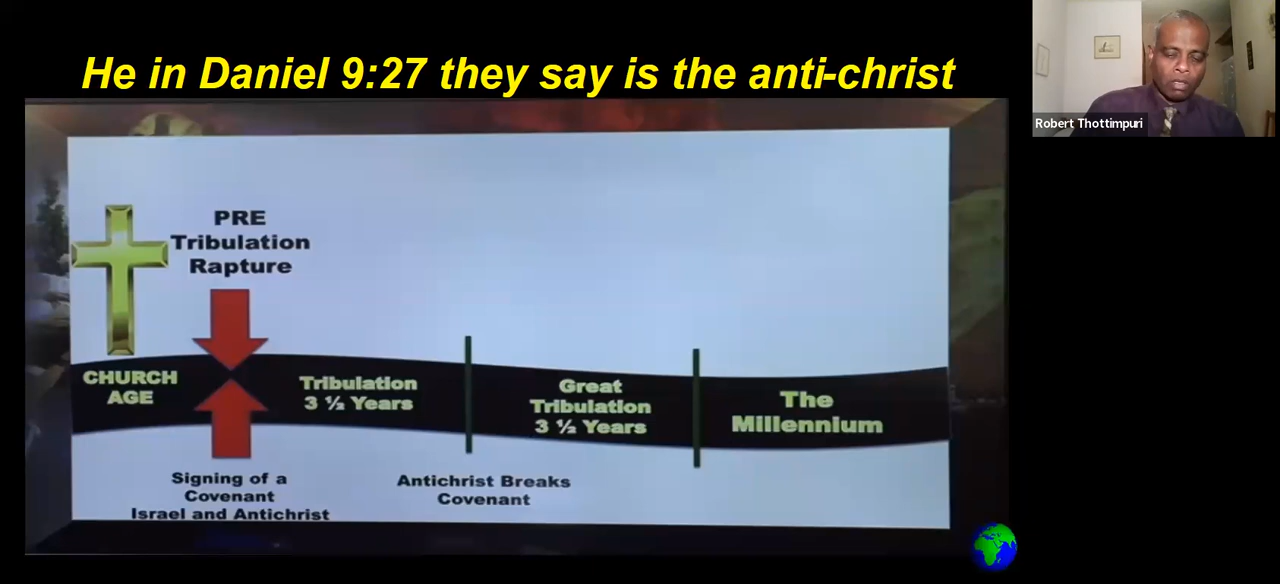 He in Daniel 9:27 they say is the anti-christ
Robert Thottimpuri
PRE
Tribulation
Rapture
CHURCH
AGE
Tribulation
3 ½ Years
Great
Tribulation
3 ½ Years
The
Millennium
Signing of a
Covenant
Israel and Antichrist
Antichrist Breaks
Covenant